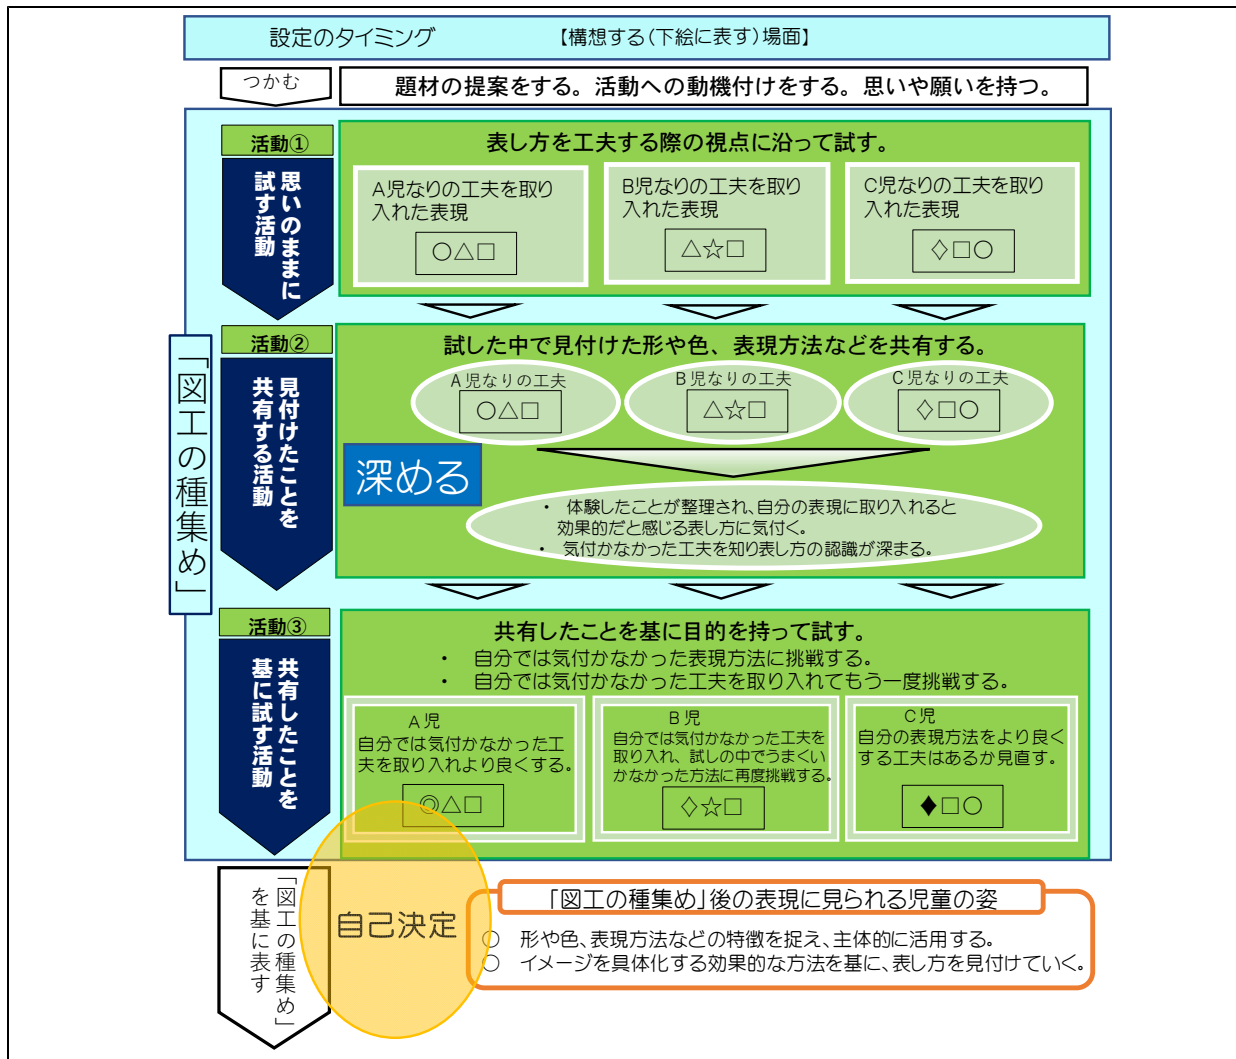 設定のタイミング　【構想する（下絵に表す）場面】
つかむ
題材の提案をする。活動への動機付けをする。思いや願いを持つ。
「図工の種集め」
活動①
思いのままに
試す活動
表し方を工夫する際の視点に沿って試す。
A児なりの工夫を取り
入れた表現
○△□
B児なりの工夫を取り
入れた表現
△☆□
C児なりの工夫を取り
入れた表現
◇□○
活動②
見付けたことを
共有する活動
試した中で見付けた形や色、表現方法などを共有する。
A児なりの工夫
○△□
B児なりの工夫
△☆□
C児なりの工夫
◇□○
深める
・ 体験したことが整理され、自分の表現に取り入れると
効果的だと感じる表し方に気付く。
・ 気付かなかった工夫を知り表し方の認識が深まる。
活動③
共有したことを
基に試す活動
共有したことを基に目的を持って試す。
・ 自分では気付かなかった表現方法に挑戦する。
・ 自分では気付かなかった工夫を取り入れてもう一度挑戦する。
A児
自分では気付かなかった工
夫を取り入れより良くする。
◎△□
B児
自分では気付かなかった工夫を
取り入れ、試しの中でうまくい
かなかった方法に再度挑戦する。
◇☆□
C児
自分の表現方法をより良く
する工夫はあるか見直す。
♦□○
「図工の種集め」
を基に表す
自己決定
「図工の種集め」後の表現に見られる児童の姿
○ 形や色、表現方法などの特徴を捉え、主体的に活用する。
○ イメージを具体化する効果的な方法を基に、表し方を見付けていく。